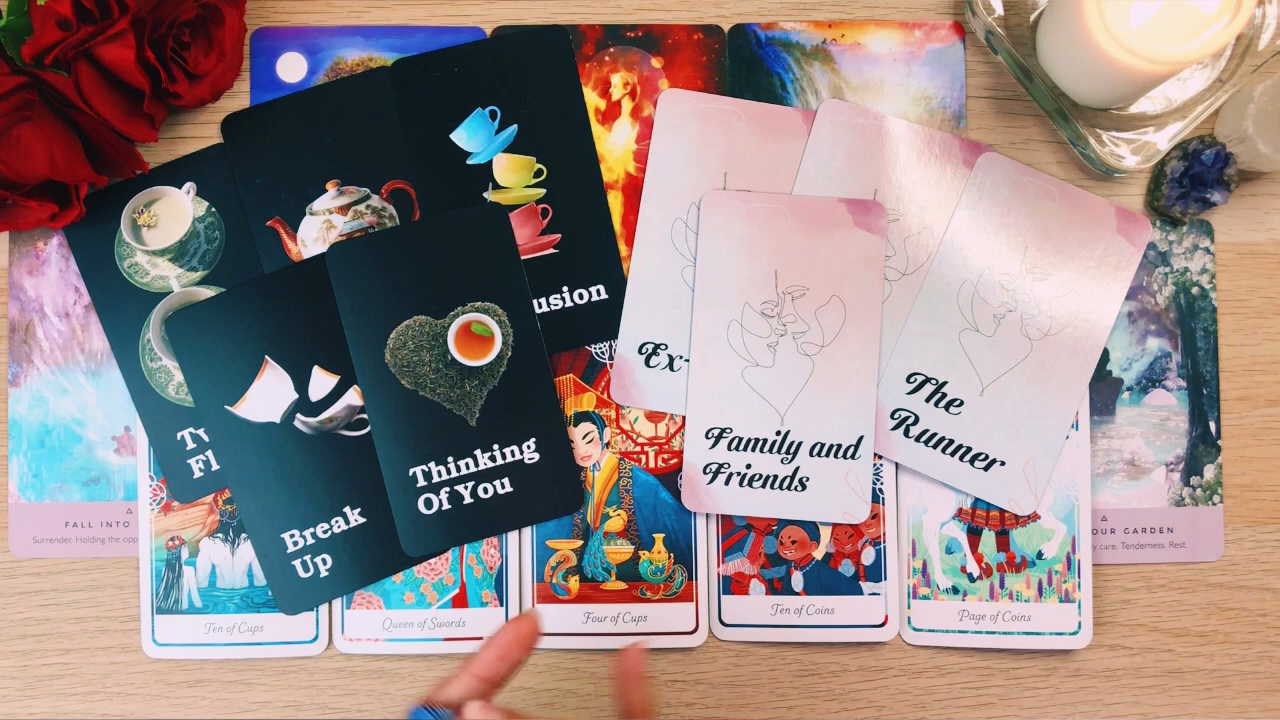 usion
Ex-
Family and
Friends
The
Runner
Tw
Fl
Thinking
Of You
Break
Up
FALL INTO
Surrender. Holding the opp
OUR GARDEN
y care. Tenderness. Rest.
Ten of Cups
Queen of Swords
Four of Cups
Ten of Coins
Page of Coins